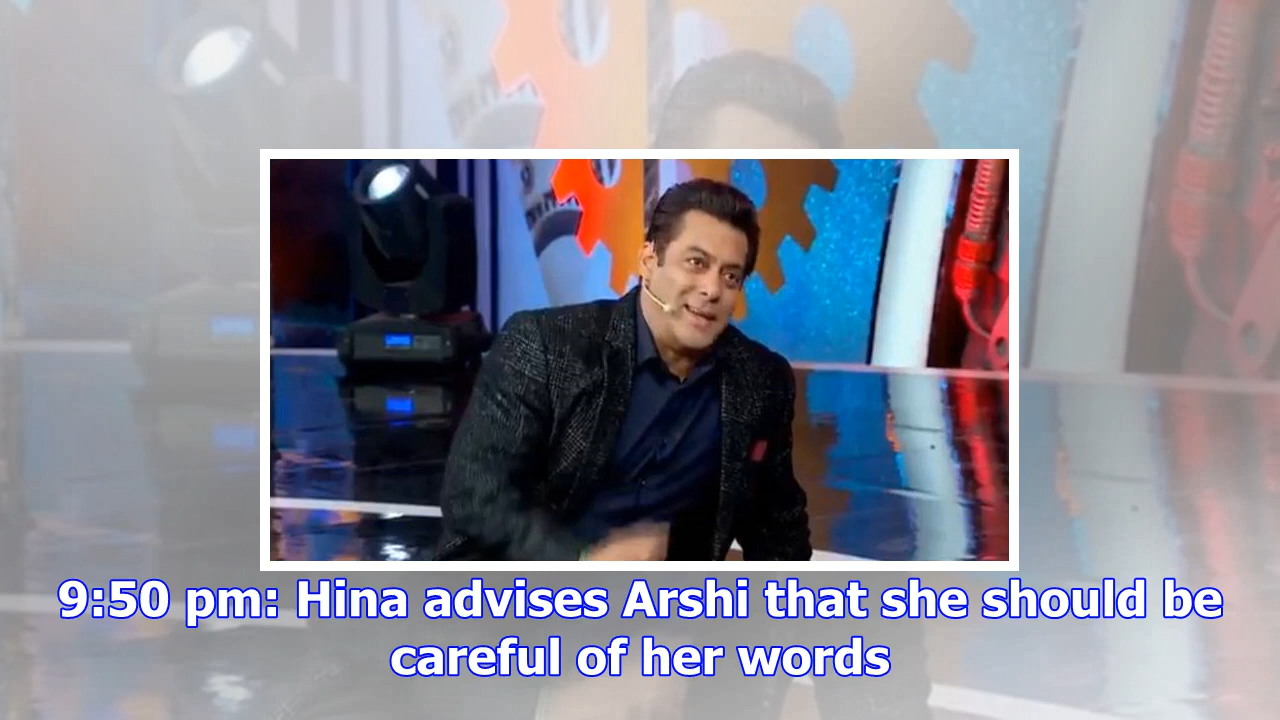 9:50 pm: Hina advises Arshi that she should be
careful of her words